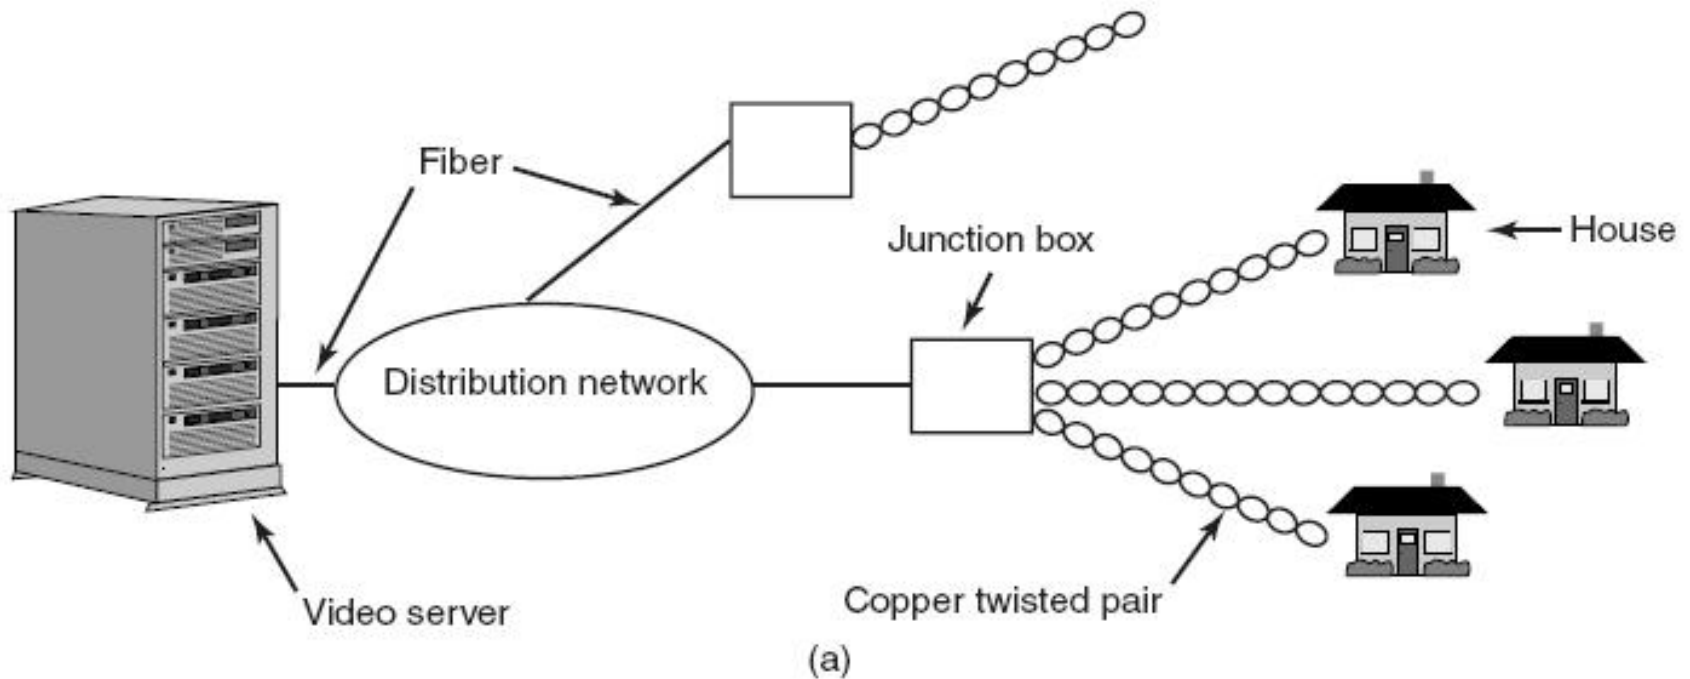 Fiber
Junction box
House
Distribution network
Copper twisted pair
Video server
(a)